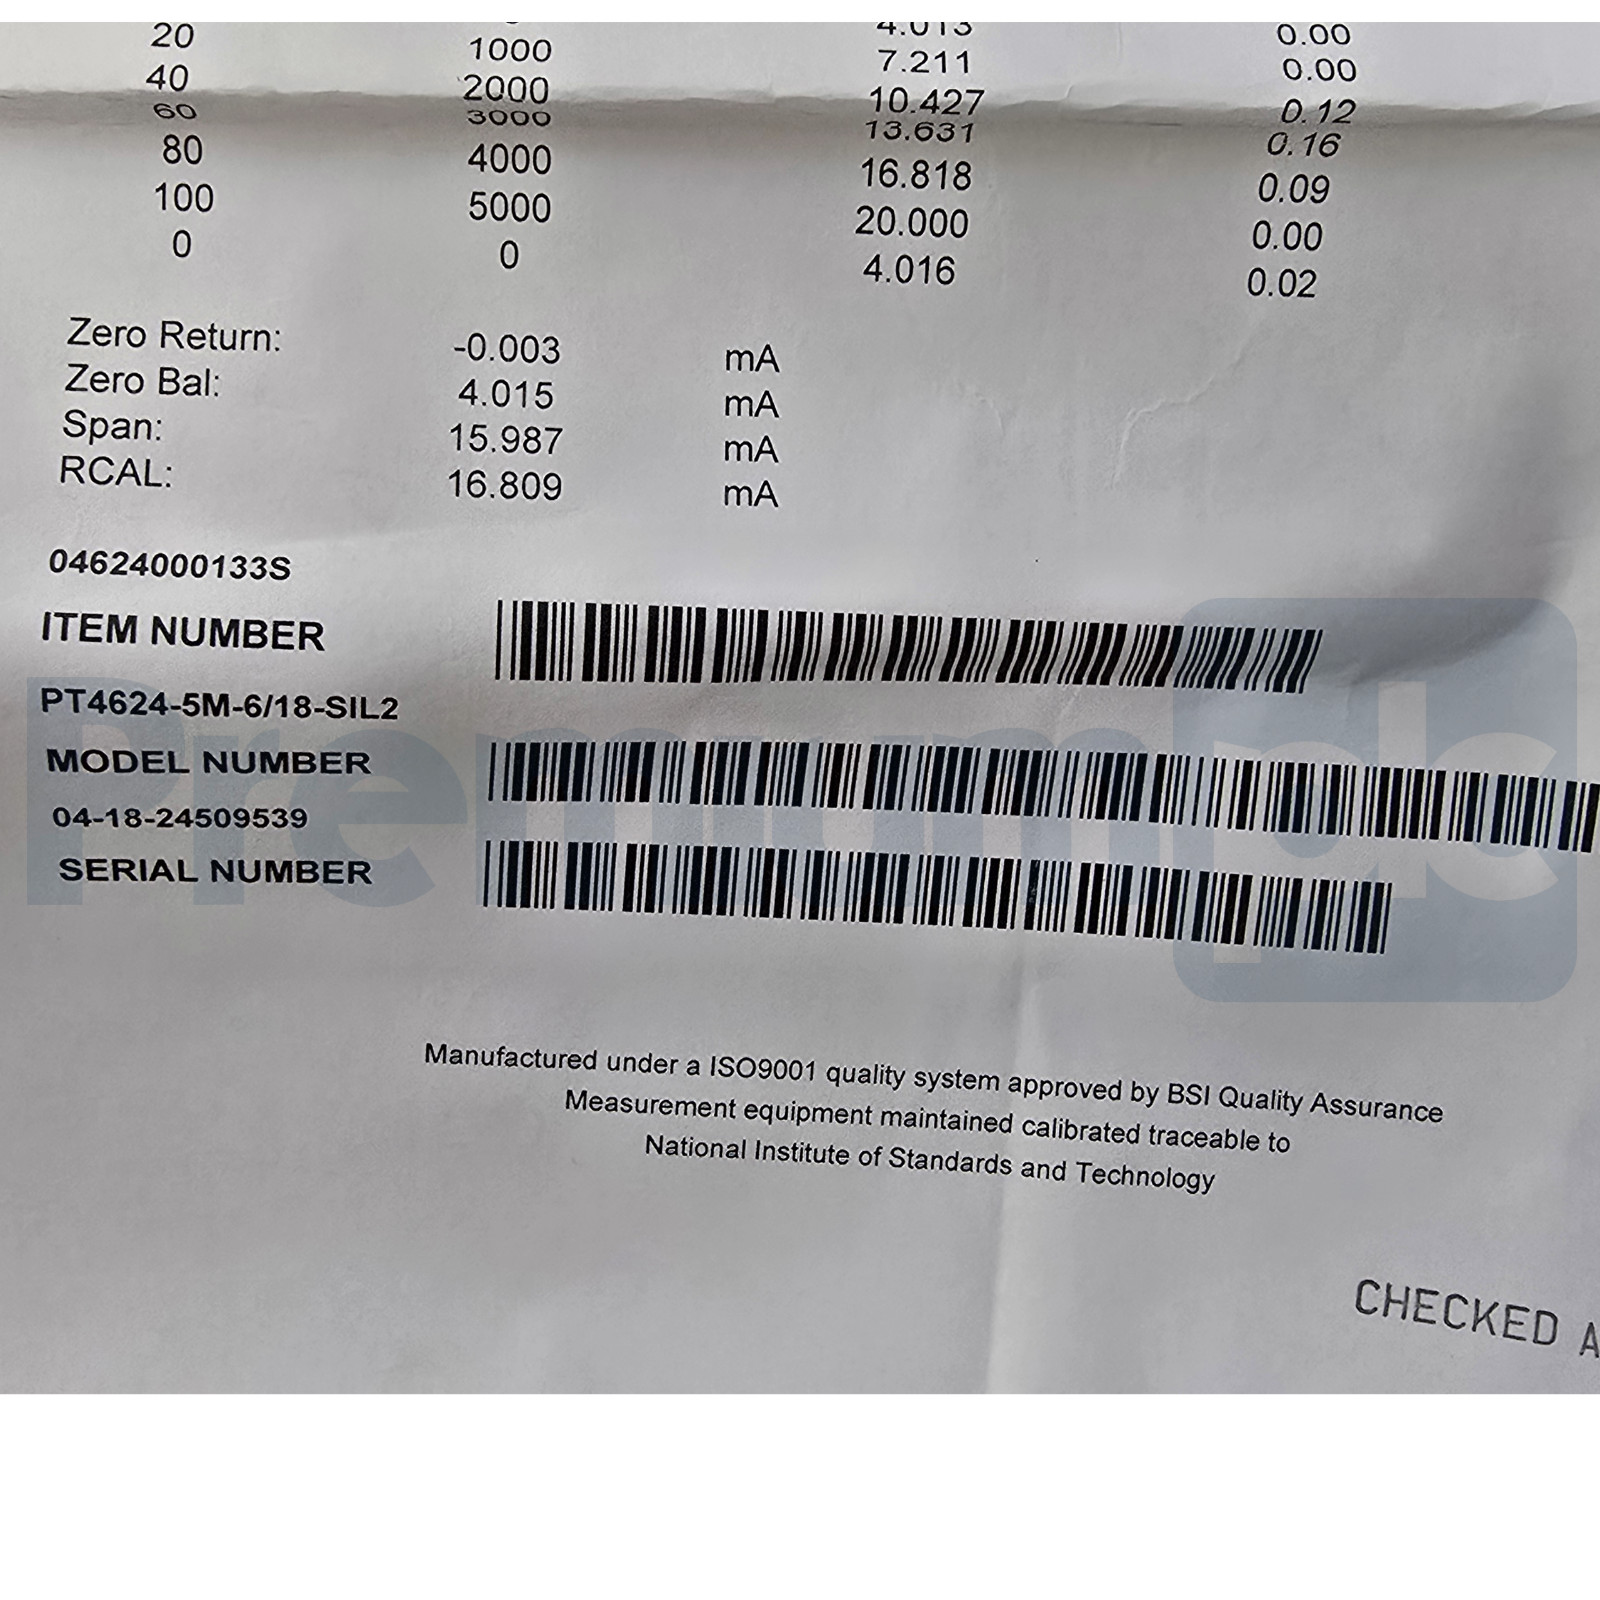 4.013 0.00
20 1000 7.211 0.00
40 2000 10.427 0.12
60 3000 13.631 0.16
80 4000 16.818 0.09
100 5000 20.000 0.00
0 0 4.016 0.02
Zero Return: -0.003 mA
Zero Bal: 4.015 mA
Span: 15.987 mA
RCAL: 16.809 mA
04624000133S
ITEM NUMBER
PT4624-5M-6/18-SIL2
MODEL NUMBER
04-18-24509539
SERIAL NUMBER
Premium pc
Manufactured under a ISO9001 quality system approved by BSI Quality Assurance
Measurement equipment maintained calibrated traceable to
National Institute of Standards and Technology
CHECKED A